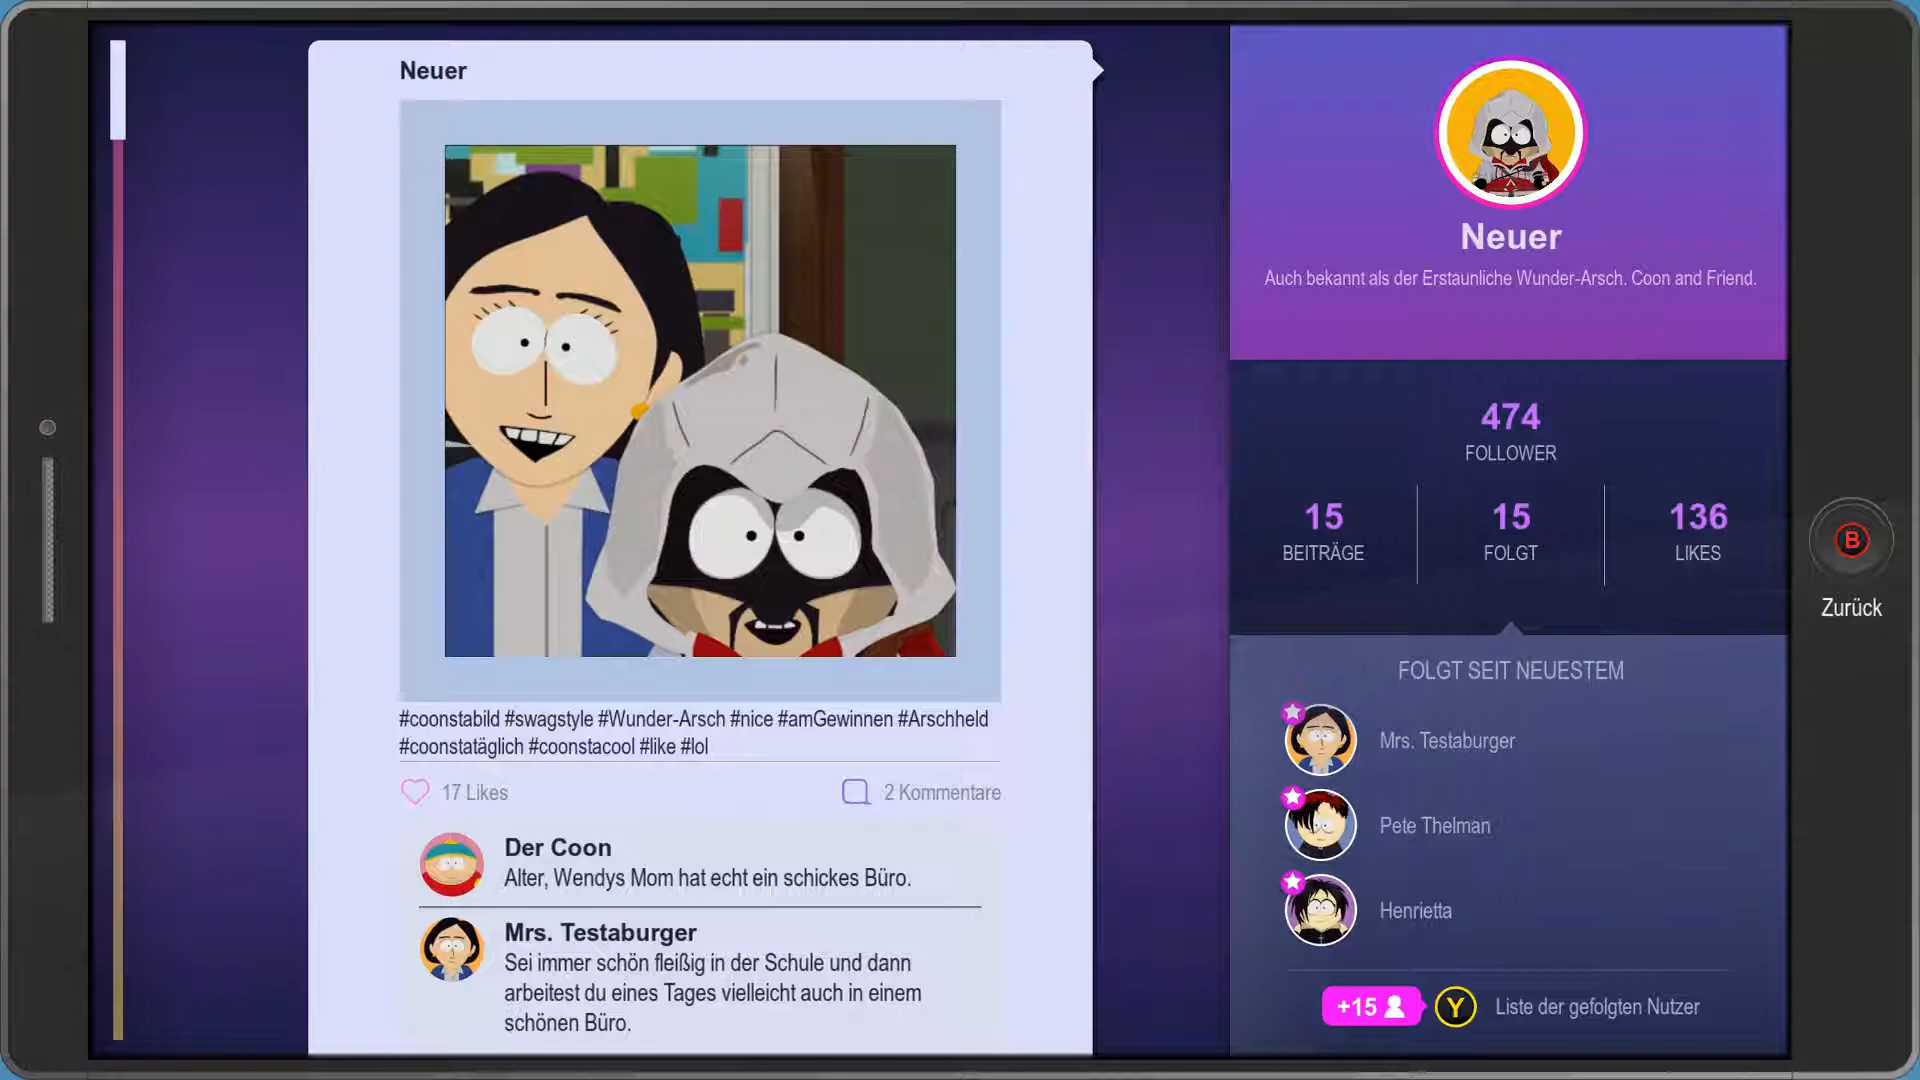 Neuer
#coonstabild #swagstyle #Wunder-Arsch #nice #amGewinnen #Arschheld
#coonstatäglich #coonstacool #like #lol
17 Likes
2 Kommentare
Der Coon
Alter, Wendys Mom hat echt ein schickes Büro.
Mrs. Testaburger
Sei immer schön fleißig in der Schule und dann
arbeitest du eines Tages vielleicht auch in einem
schönen Büro.
Neuer
Auch bekannt als der Erstaunliche Wunder-Arsch. Coon and Friend.
474
FOLLOWER
15
BEITRÄGE
15
FOLGT
136
LIKES
FOLGT SEIT NEUESTEM
Mrs. Testaburger
Pete Thelman
Henrietta
+15
Y
Liste der gefolgten Nutzer
B
Zurück